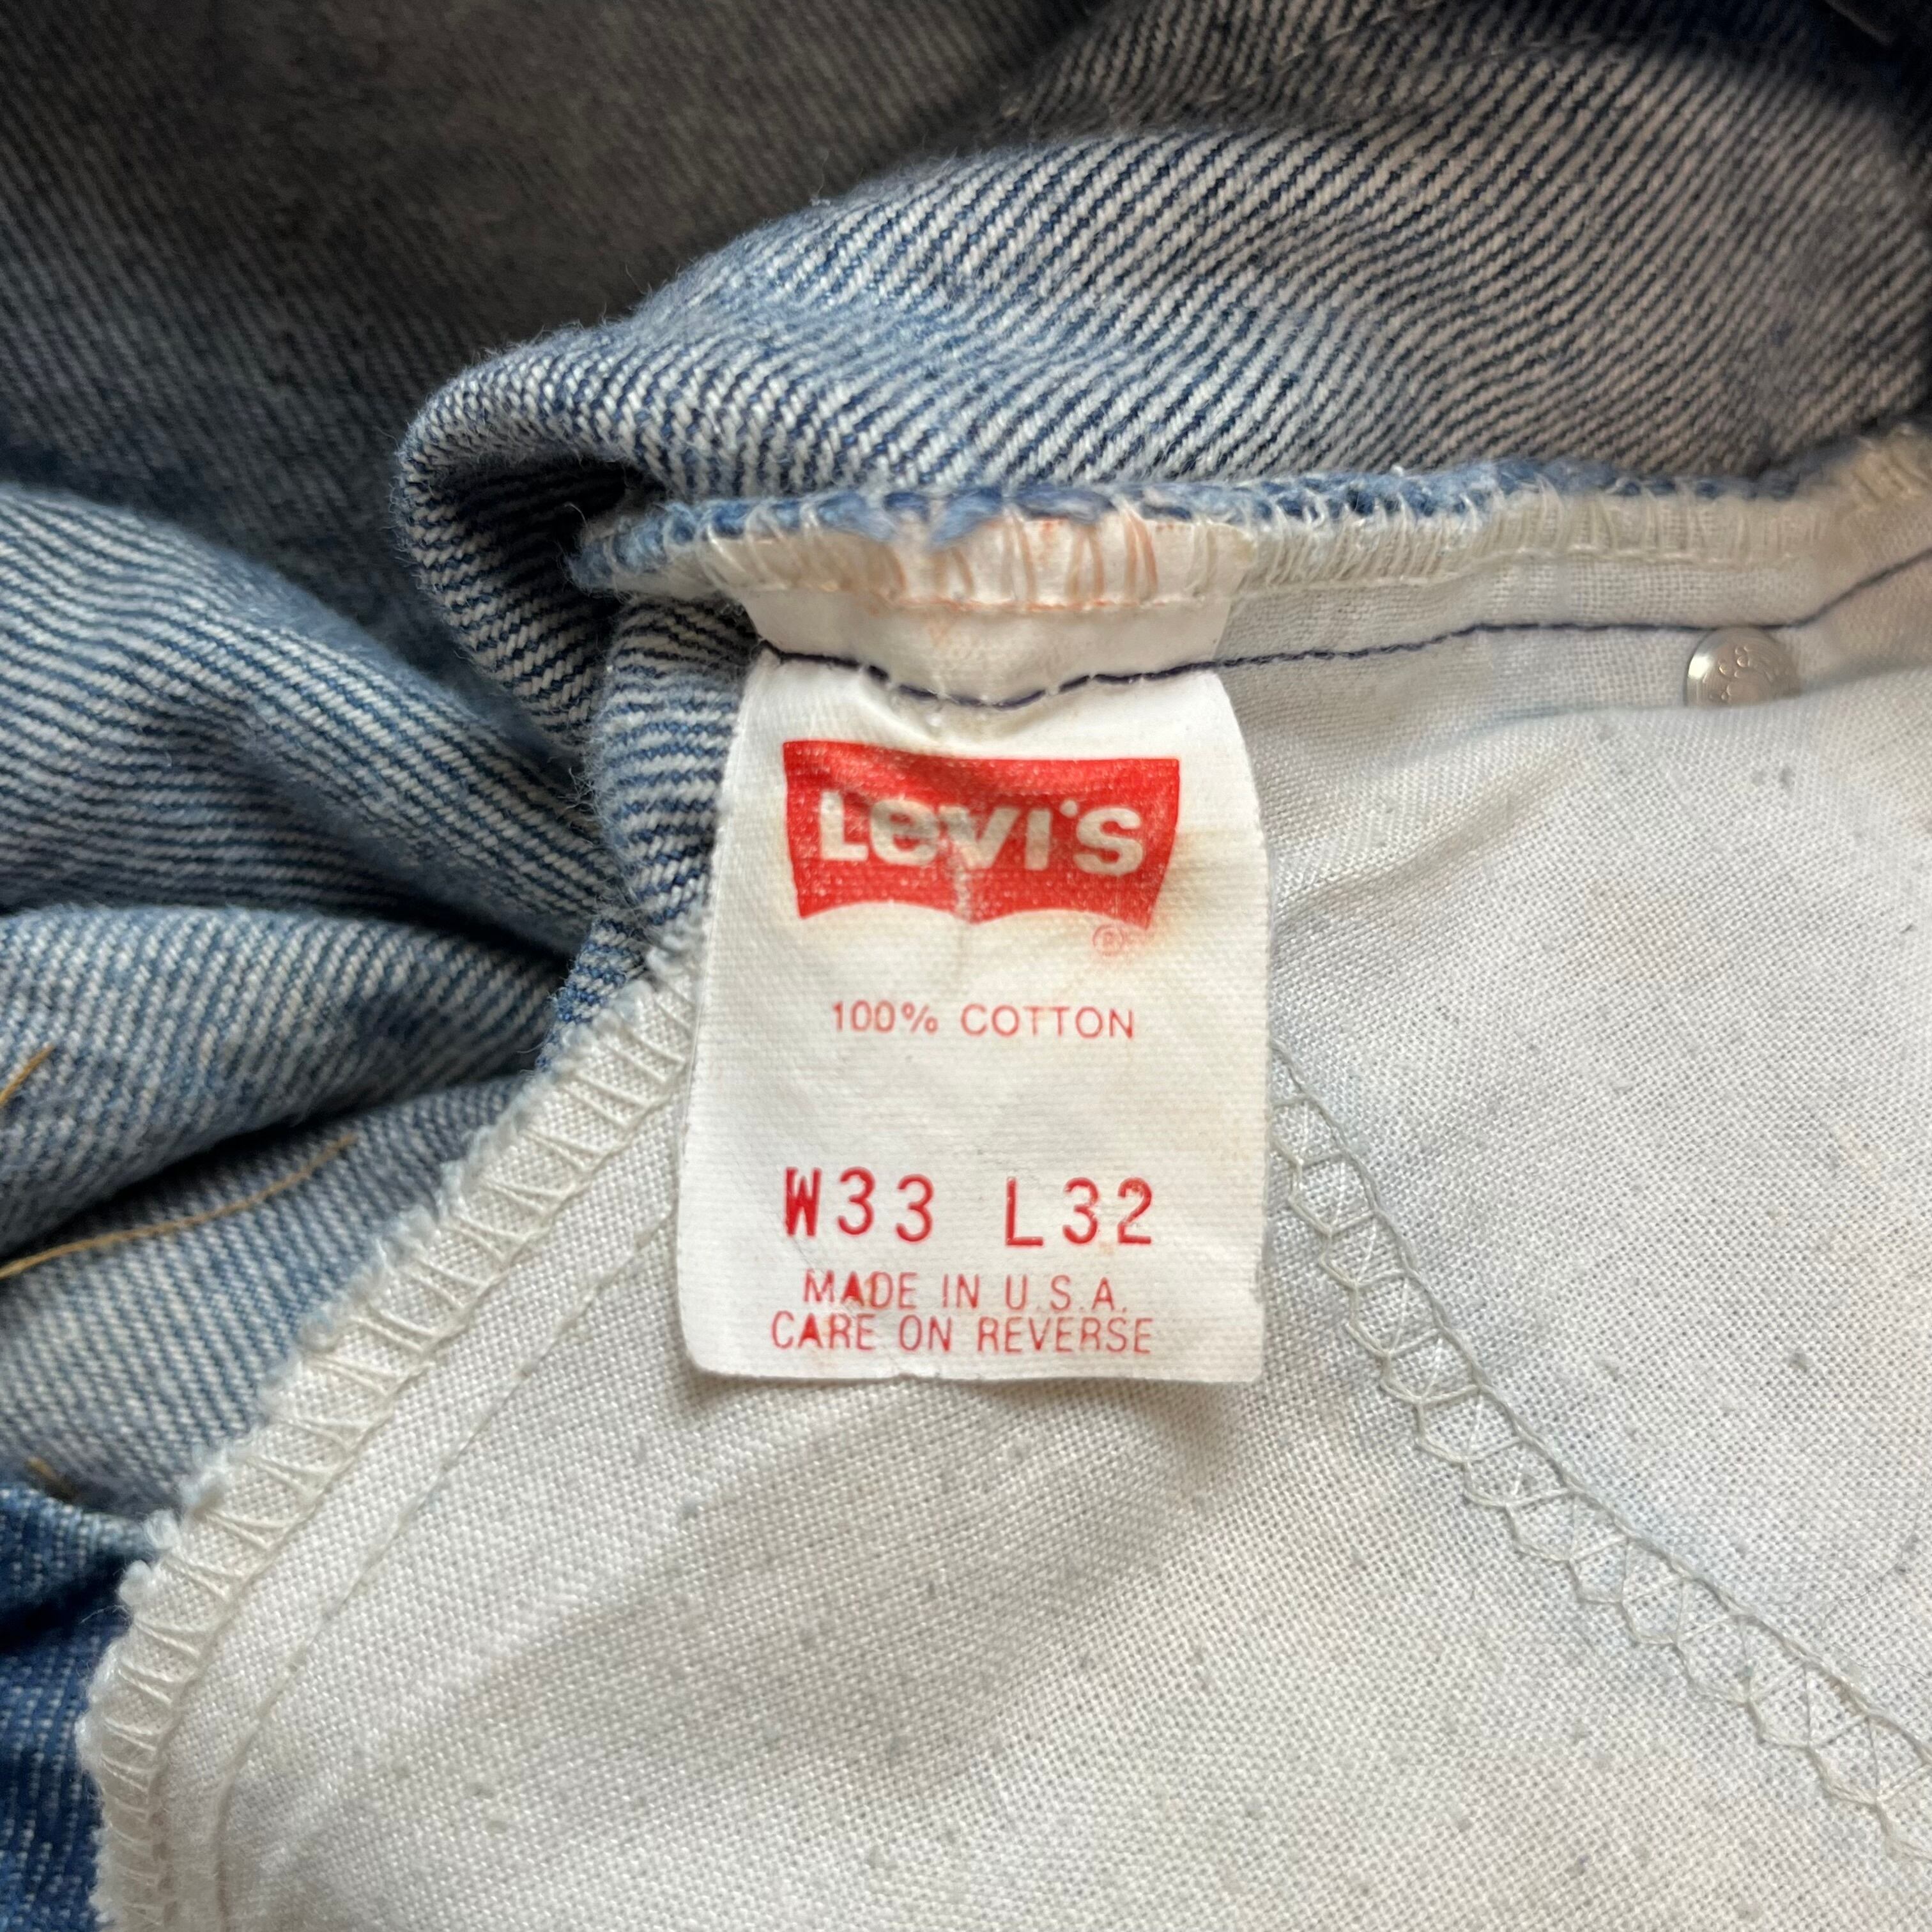 Levi's
®
100% COTTON
W33 L32
MADE IN U.S.A.
CARE ON REVERSE